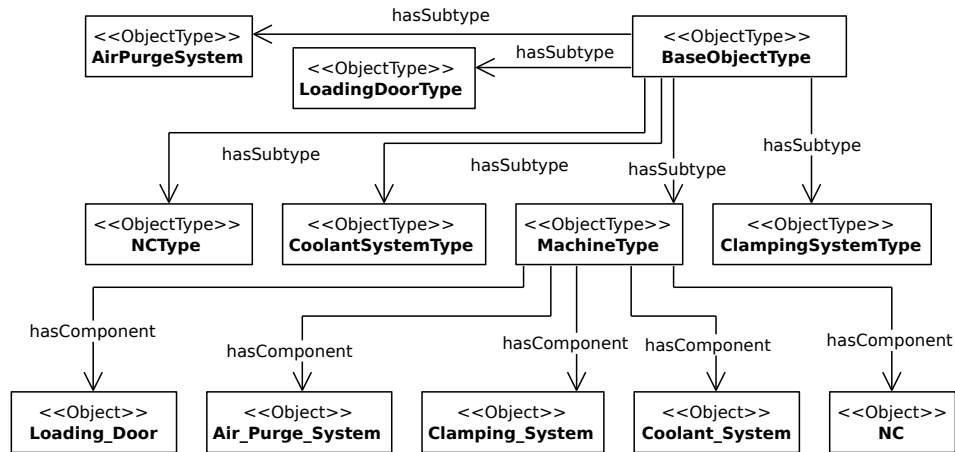 hasSubtype
<<ObjectType>>
AirPurgeSystem
<<ObjectType>>
BaseObjectType
hasSubtype
<<ObjectType>>
LoadingDoorType
hasSubtype
hasSubtype
hasSubtype
hasSubtype
<<ObjectType>>
NCType
<<ObjectType>>
CoolantSystemType
<<ObjectType>>
MachineType
<<ObjectType>>
ClampingSystemType
hasComponent
hasComponent
hasComponent
hasComponent
hasComponent
<<Object>>
Loading_Door
<<Object>>
Air_Purge_System
<<Object>>
Clamping_System
<<Object>>
Coolant_System
<<Object>>
NC